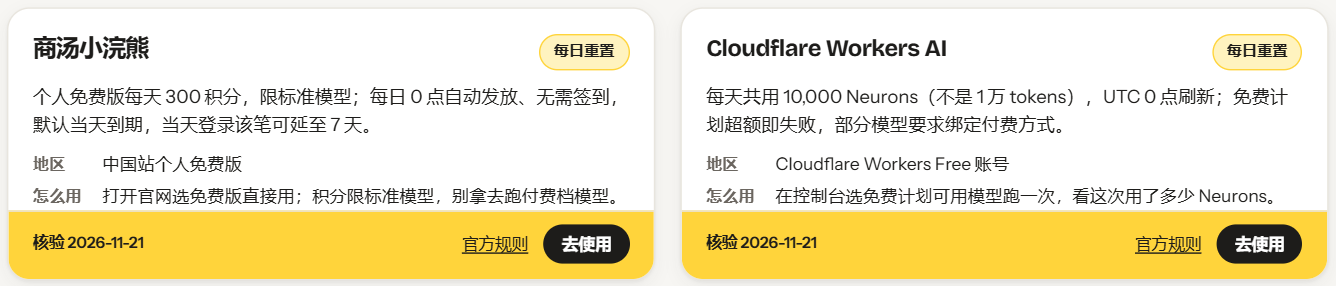 商汤小浣熊
每日重置
个人免费版每天 300 积分，限标准模型；每日 0 点自动发放、无需签到，
默认当天到期，当天登录该笔可延至 7 天。
地区 中国站个人免费版
怎么用 打开官网选免费版直接用；积分限标准模型，别拿去跑付费档模型。
核验 2026-11-21
官方规则
去使用
Cloudflare Workers AI
每日重置
每天共用 10,000 Neurons（不是 1 万 tokens），UTC 0 点刷新；免费计
划超额即失败，部分模型要求绑定付费方式。
地区 Cloudflare Workers Free 账号
怎么用 在控制台选免费计划可用模型跑一次，看这次用了多少 Neurons。
核验 2026-11-21
官方规则
去使用